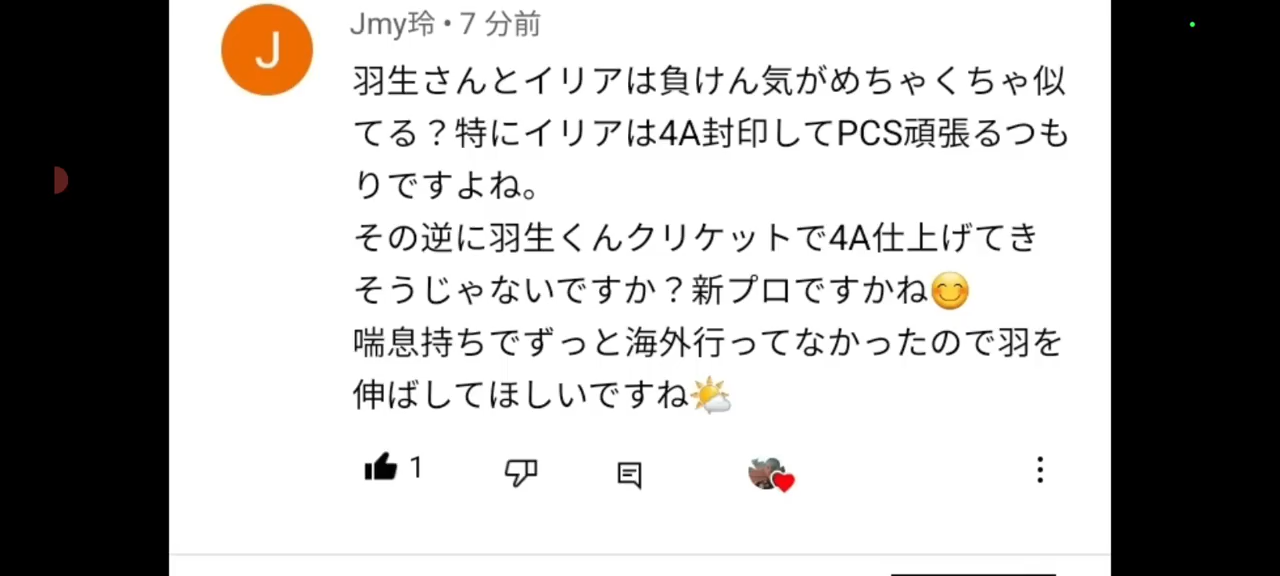 J
Jmy玲 • 7 分前
羽生さんとイリアは負けん気がめちゃくちゃ似
てる？特にイリアは4A封印してPCS頑張るつも
りですよね。
その逆に羽生くんクリケットで4A仕上げてき
そうじゃないですか？新プロですかね😊
喘息持ちでずっと海外行ってなかったので羽を
伸ばしてほしいですね🌤️
1